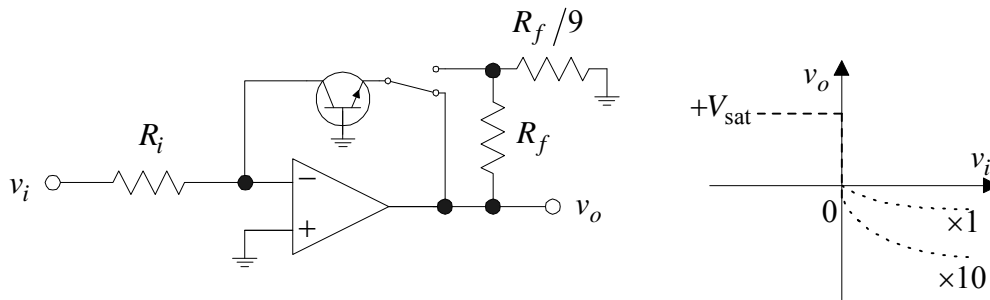 R_f/9
R_i
R_f
v_i
−
+
v_o
v_o
+V_sat
v_i
0
×1
×10